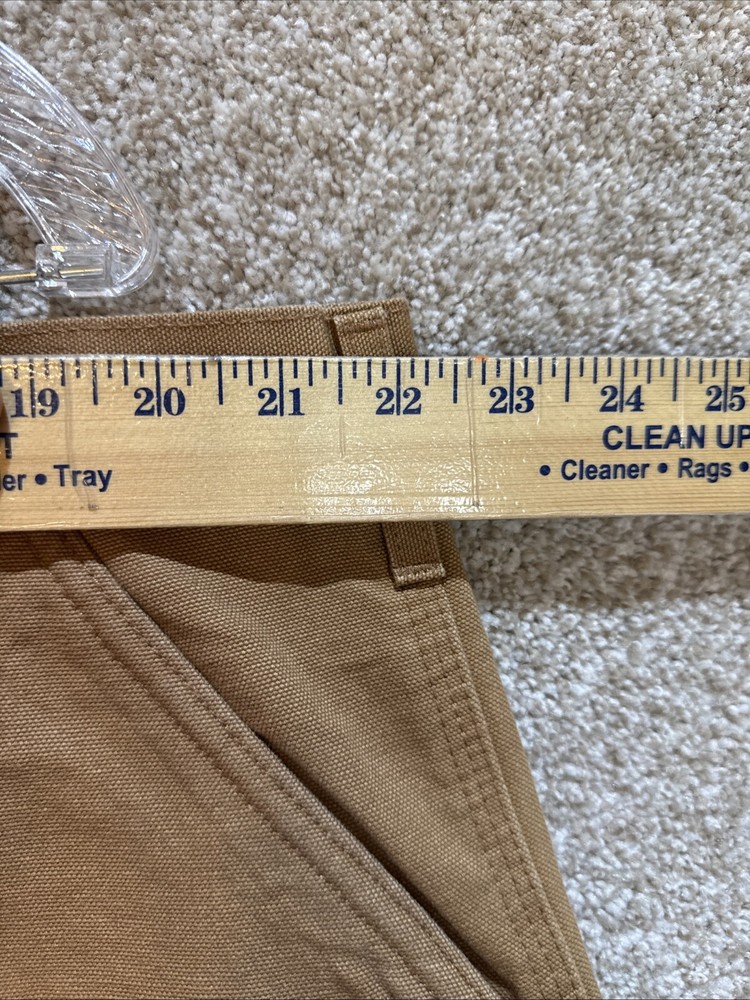 19 20 21 22 23 24 25
T CLEAN UP
er • Tray • Cleaner • Rags •